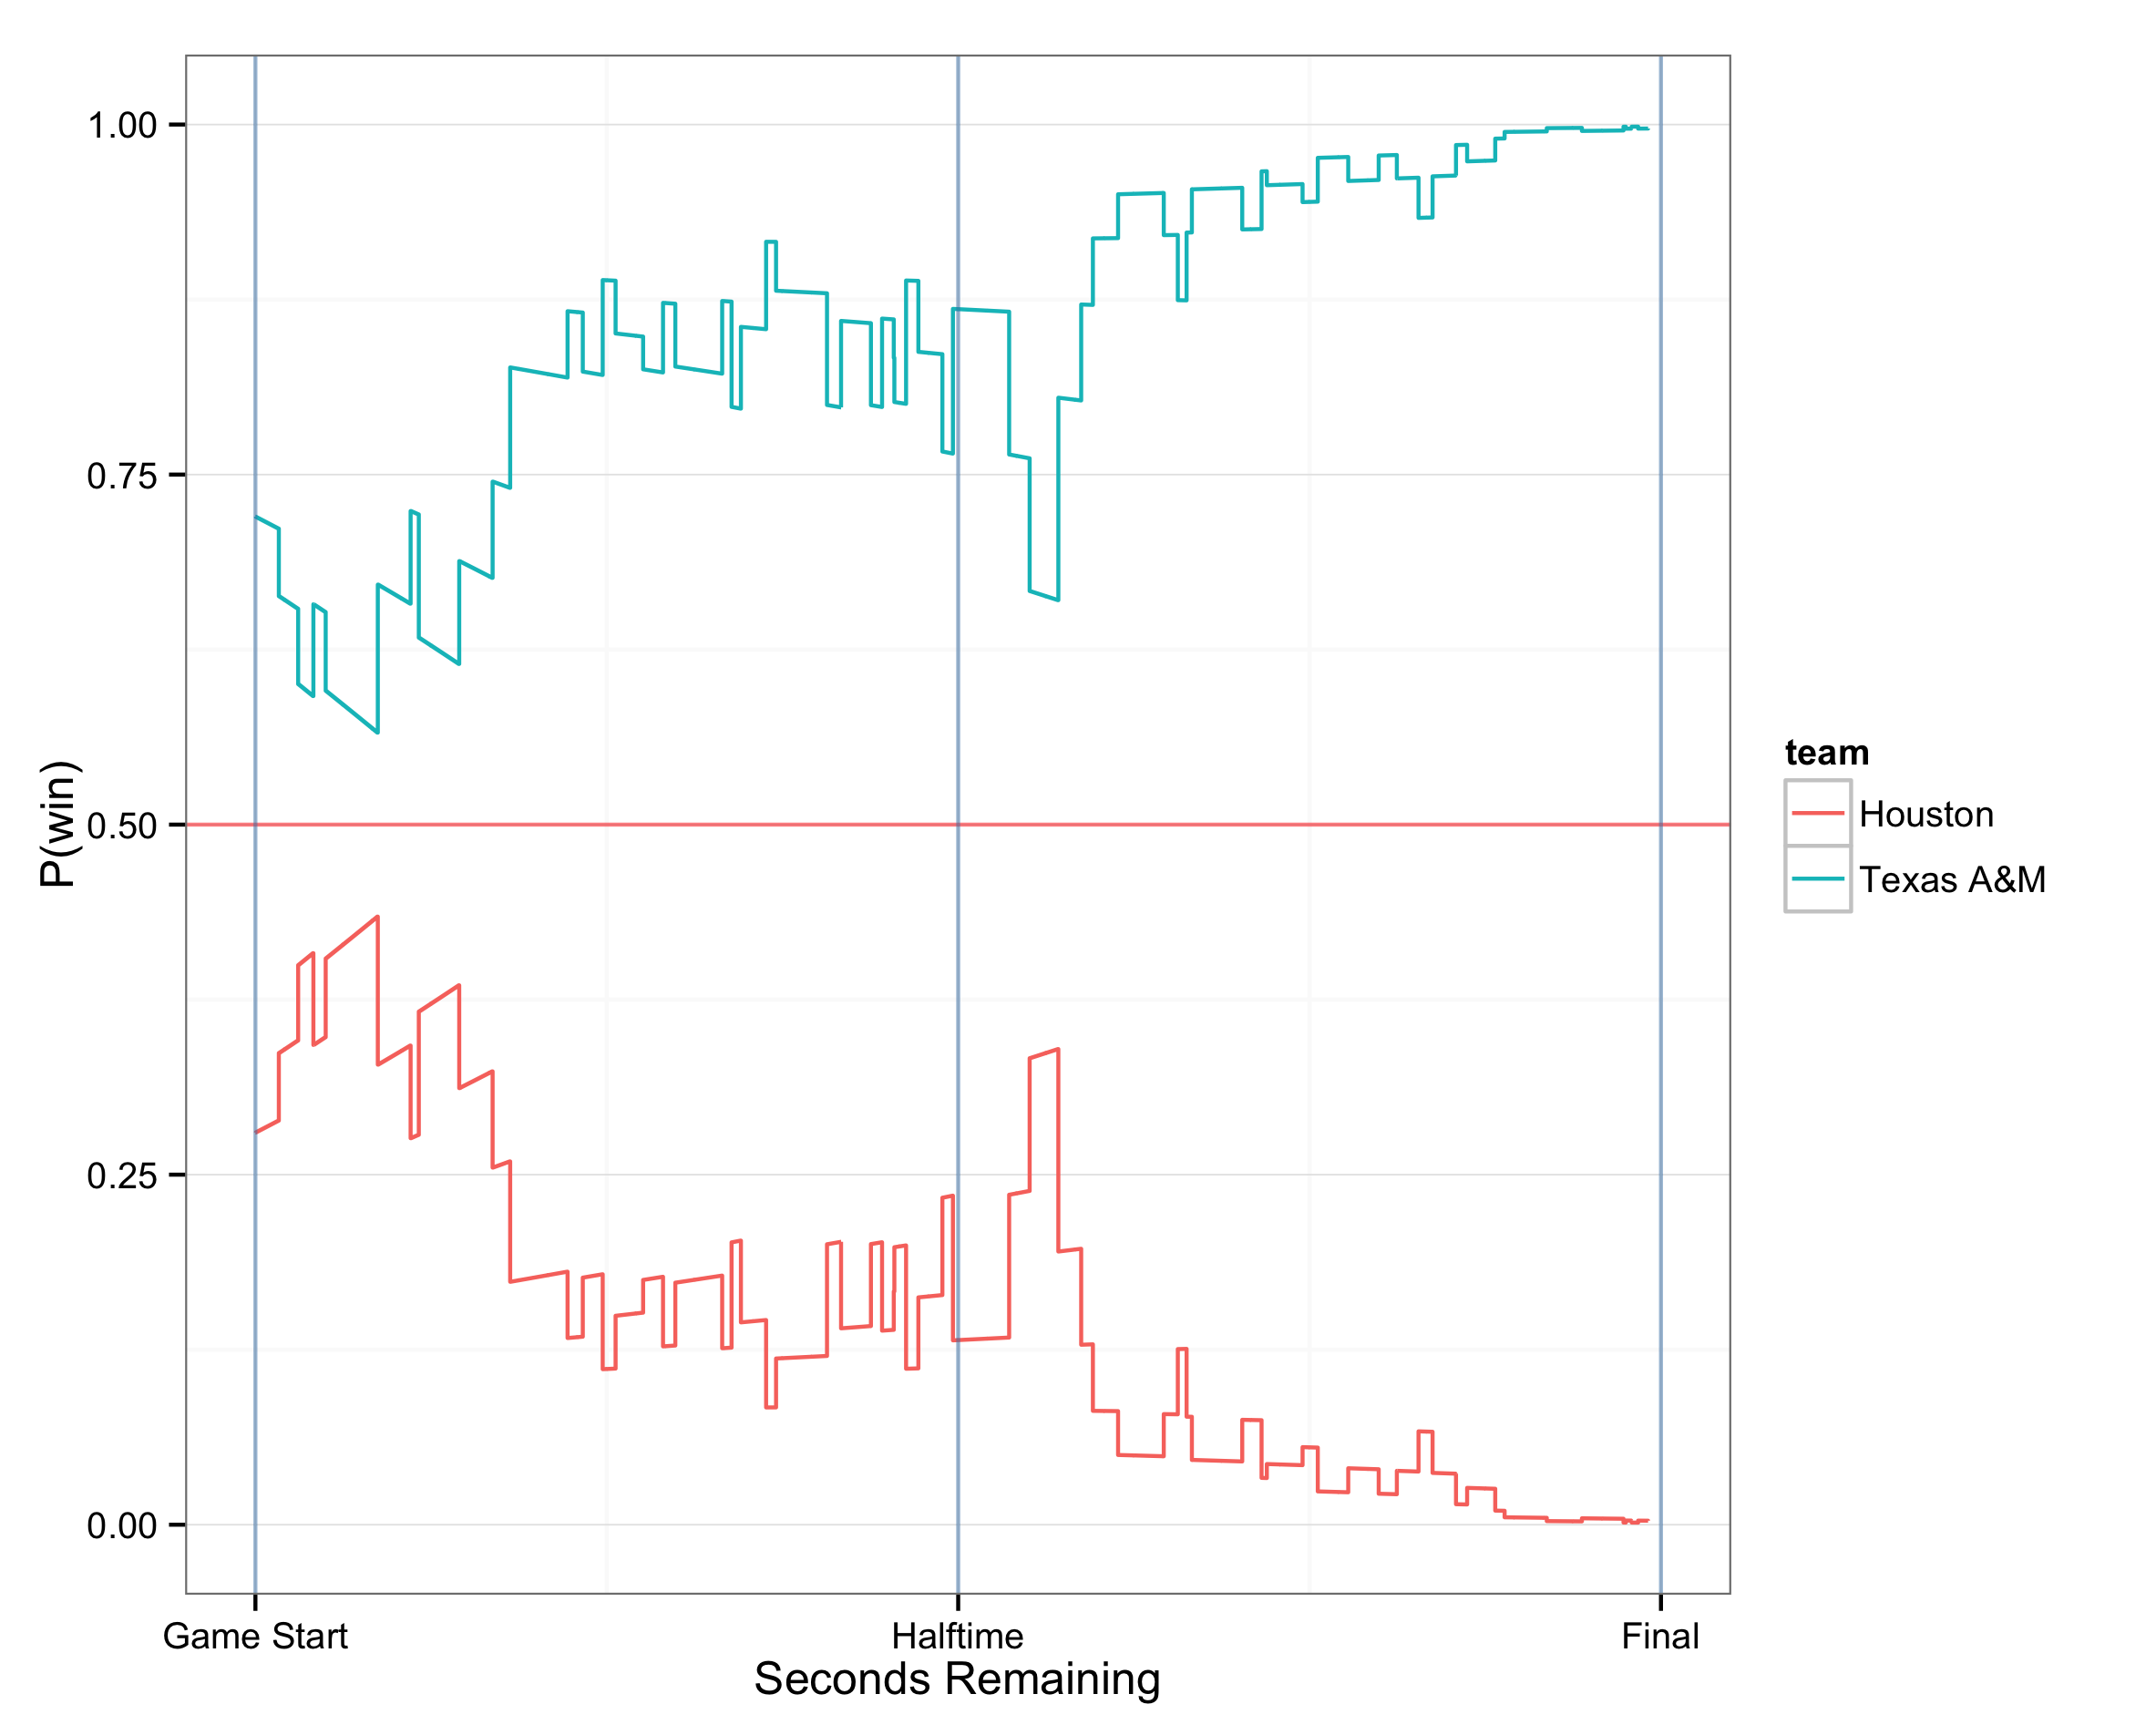 1.00
0.75
0.50
0.25
0.00
P(win)
Game Start
Halftime
Final
Seconds Remaining
team
Houston
Texas A&M